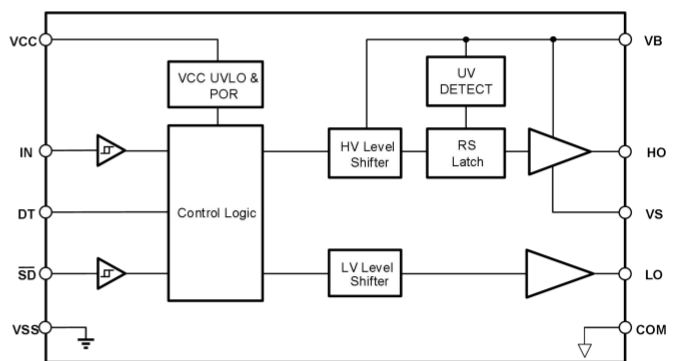 VCC
VB
VCC UVLO &
POR
UV
DETECT
IN
HV Level
Shifter
RS
Latch
HO
DT
Control Logic
VS
SD
LV Level
Shifter
LO
VSS
COM